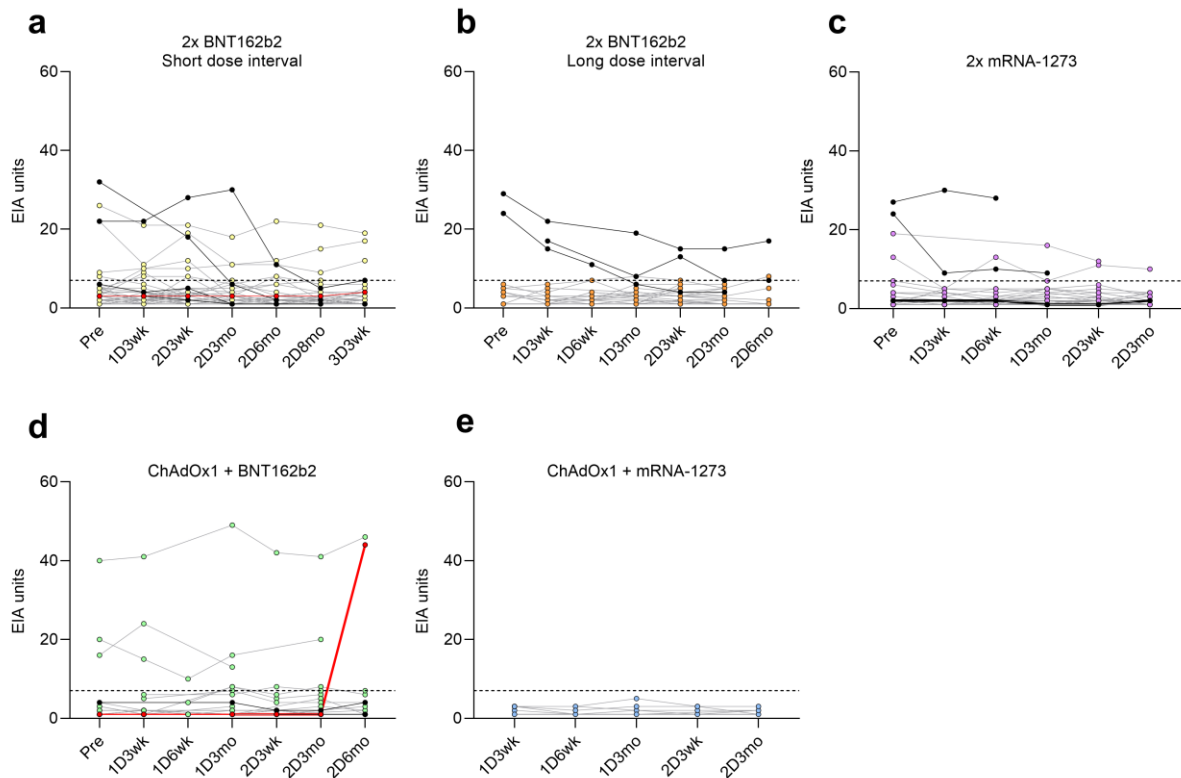 a
2x BNT162b2
Short dose interval
60
40
20
0
EIA units
Pre
1D3wk
2D3wk
2D3mo
2D6mo
2D8mo
3D3wk
b
2x BNT162b2
Long dose interval
60
40
20
0
EIA units
Pre
1D3wk
1D6wk
1D3mo
2D3wk
2D3mo
2D6mo
c
2x mRNA-1273
60
40
20
0
EIA units
Pre
1D3wk
1D6wk
1D3mo
2D3wk
2D3mo
d
ChAdOx1 + BNT162b2
60
40
20
0
EIA units
Pre
1D3wk
1D6wk
1D3mo
2D3wk
2D3mo
2D6mo
e
ChAdOx1 + mRNA-1273
60
40
20
0
EIA units
1D3wk
1D6wk
1D3mo
2D3wk
2D3mo